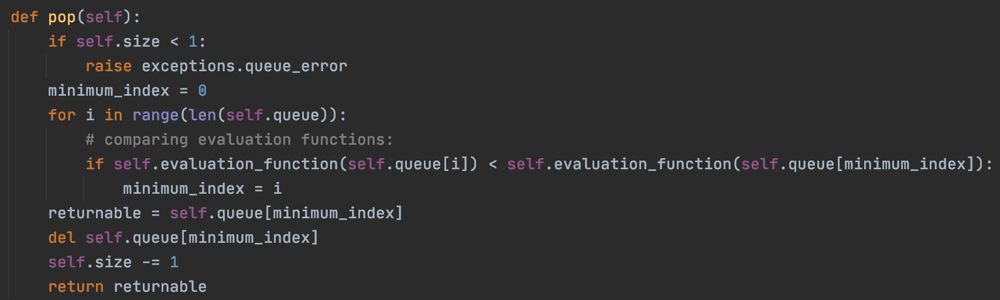 def pop(self):
    if self.size < 1:
        raise exceptions.queue_error
    minimum_index = 0
    for i in range(len(self.queue)):
        # comparing evaluation functions:
        if self.evaluation_function(self.queue[i]) < self.evaluation_function(self.queue[minimum_index]):
            minimum_index = i
    returnable = self.queue[minimum_index]
    del self.queue[minimum_index]
    self.size -= 1
    return returnable